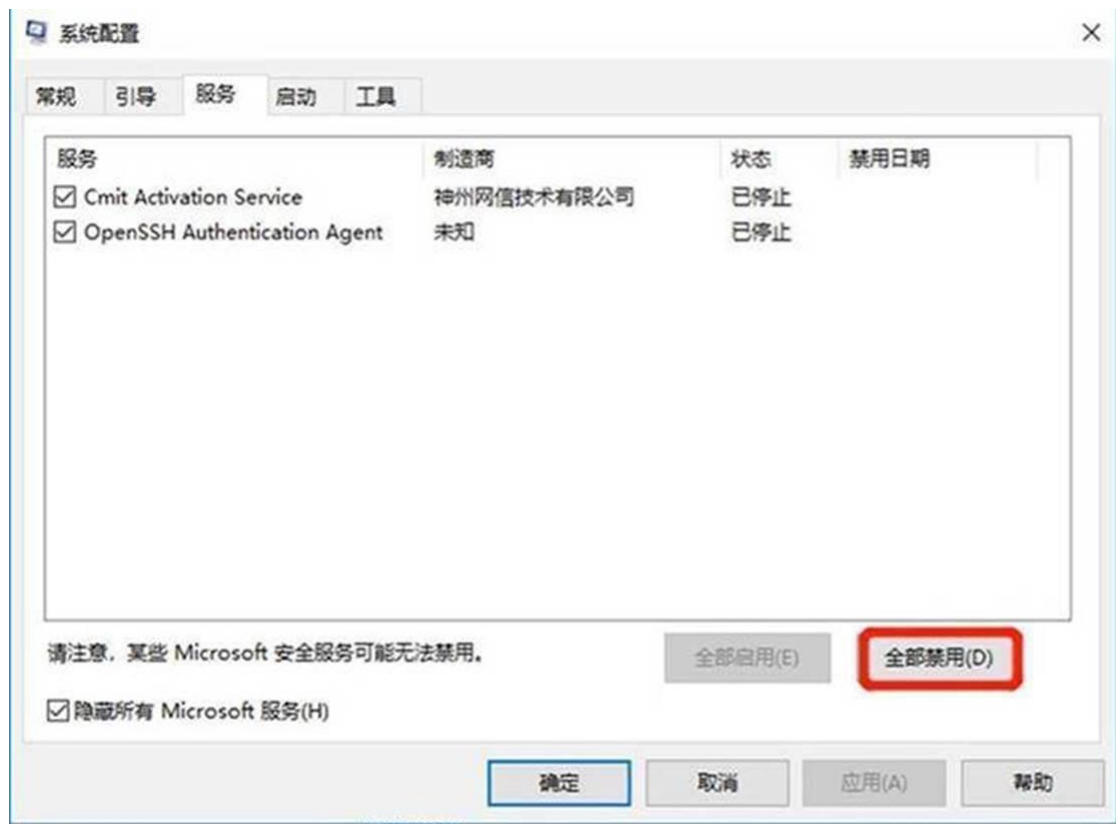 系统配置
常规 引导 服务 启动 工具
服务 制造商 状态 禁用日期
Cmit Activation Service 神州网信技术有限公司 已停止
OpenSSH Authentication Agent 未知 已停止
请注意，某些 Microsoft 安全服务可能无法禁用。
全部启用(E) 全部禁用(D)
隐藏所有 Microsoft 服务(H)
确定 取消 应用(A) 帮助